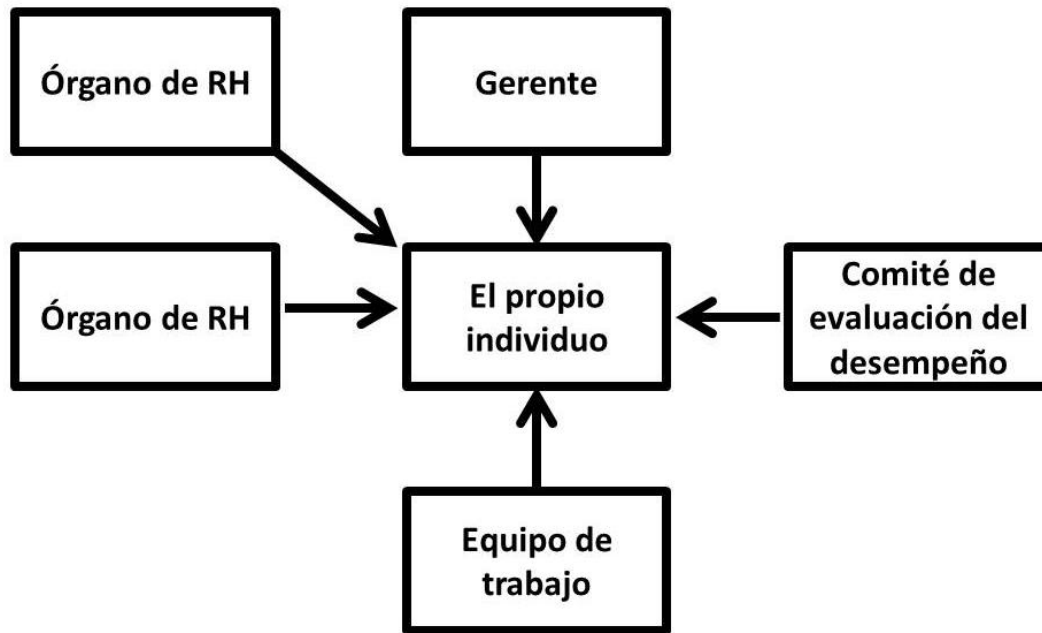 Órgano de RH
Gerente
Órgano de RH
El propio
individuo
Comité de
evaluación del
desempeño
Equipo de
trabajo